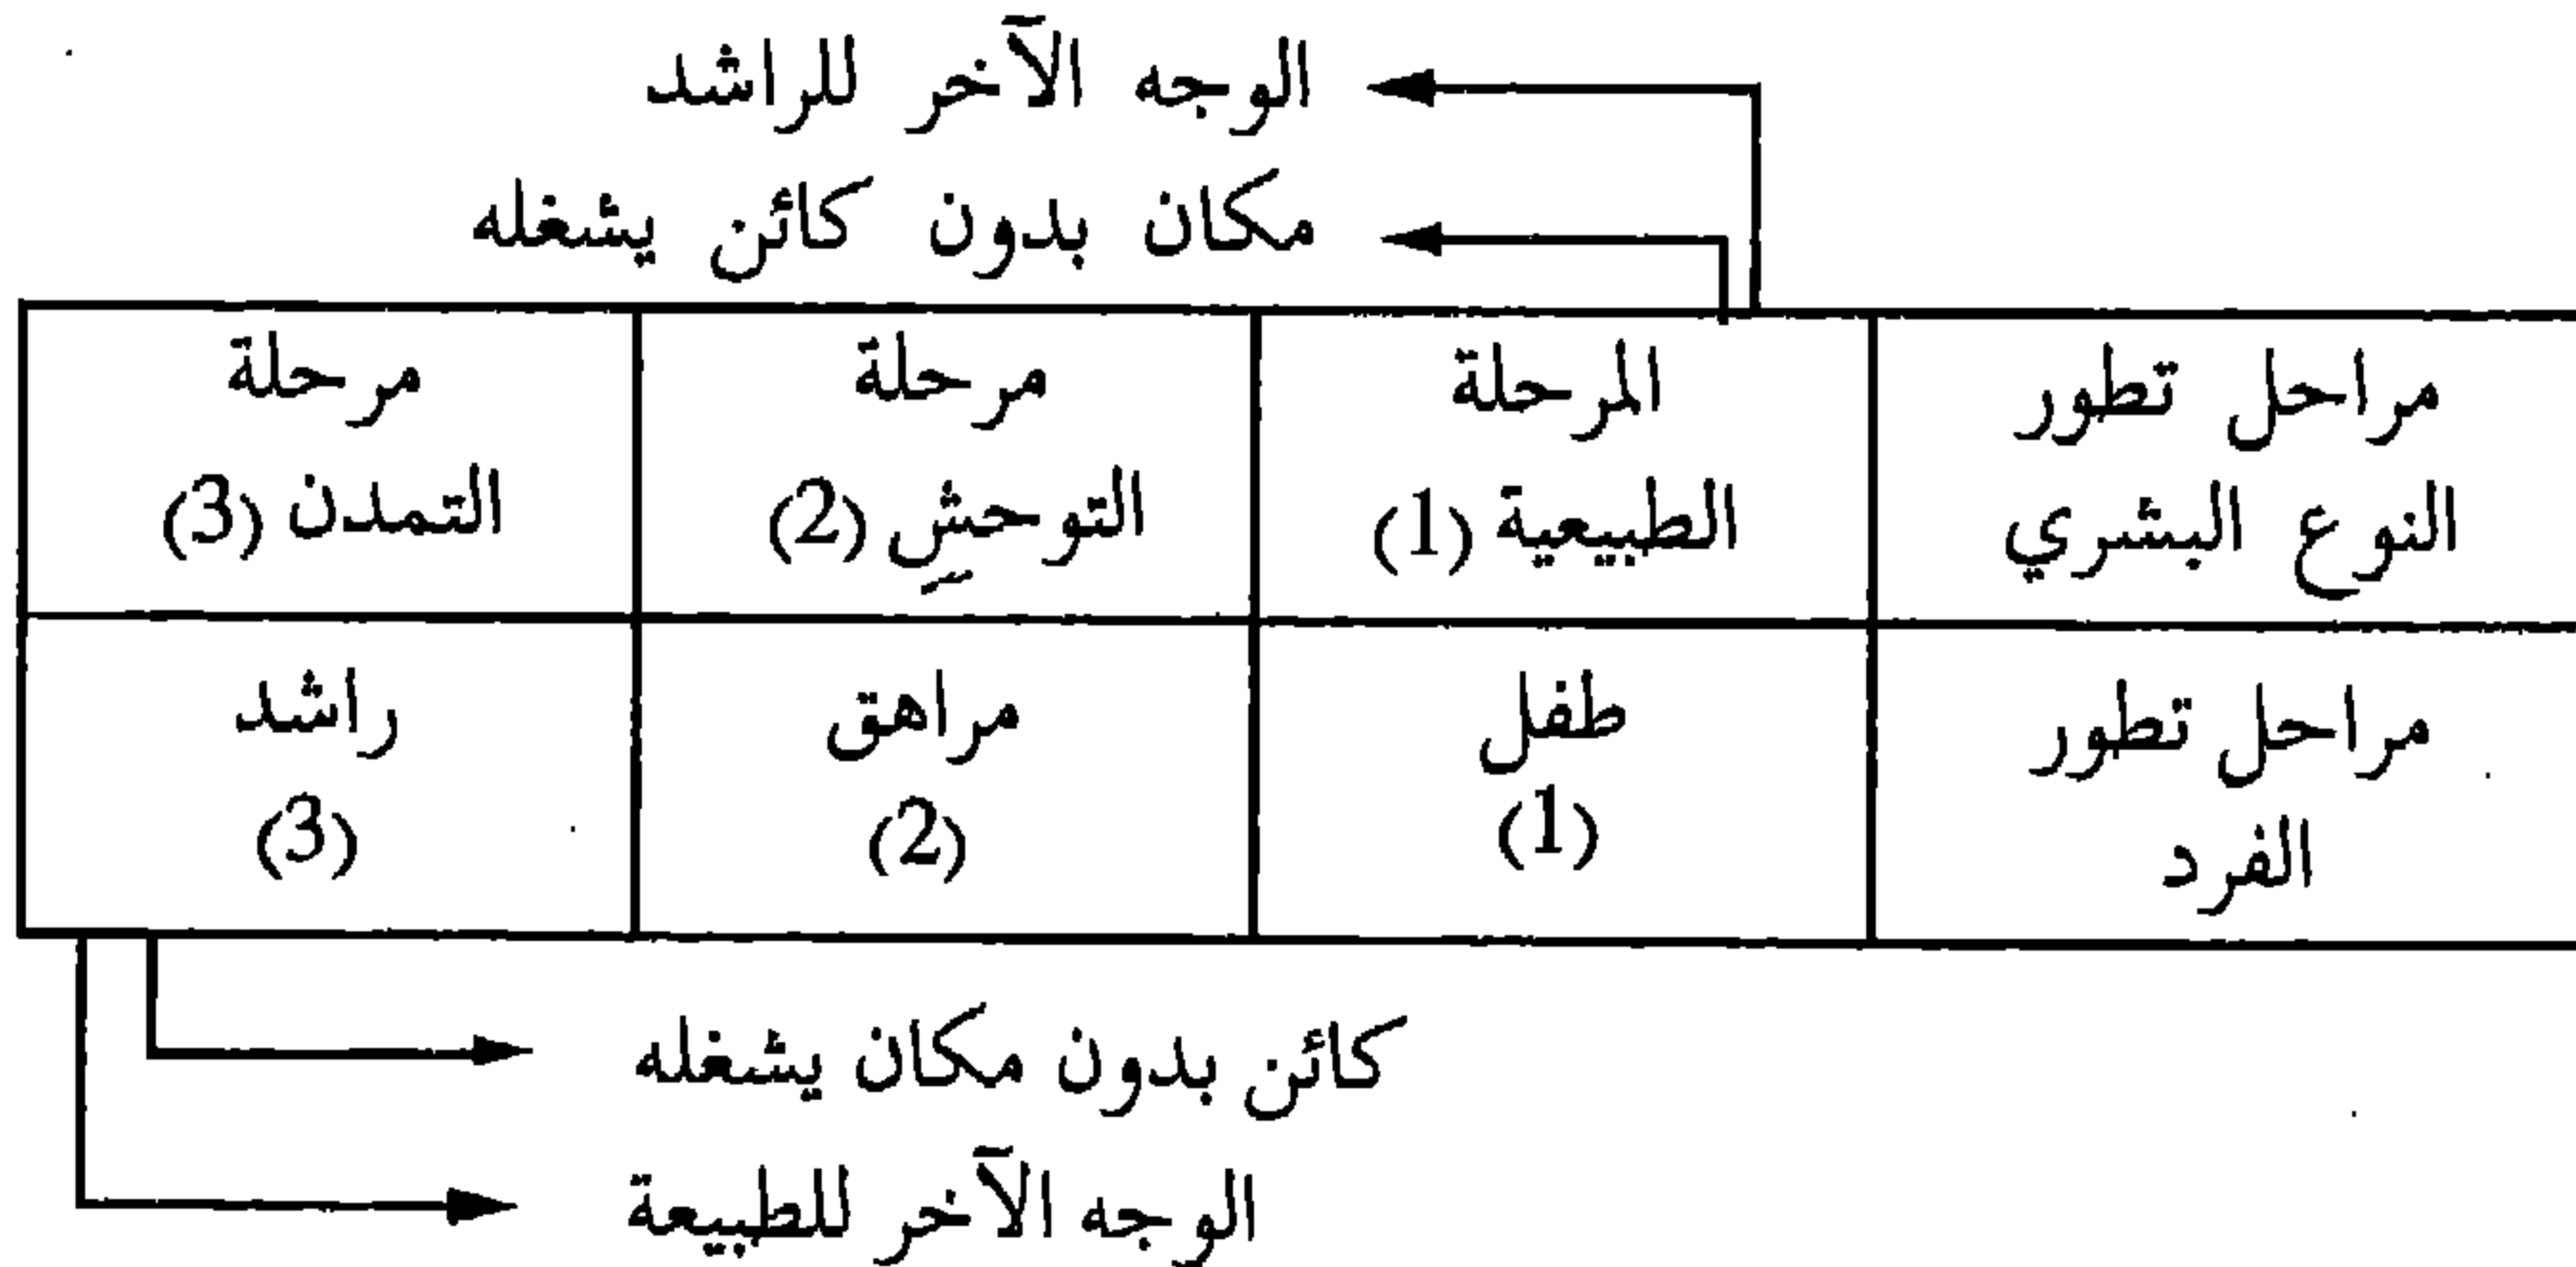 الوجه الآخر للراشد
مكان بدون كائن يشغله
مراحل تطور
النوع البشري
المرحلة
الطبيعية (1)
مرحلة
التوحش (2)
مرحلة
التمدن (3)
مراحل تطور
الفرد
طفل
(1)
مراهق
(2)
راشد
(3)
كائن بدون مكان يشغله
الوجه الآخر للطبيعة